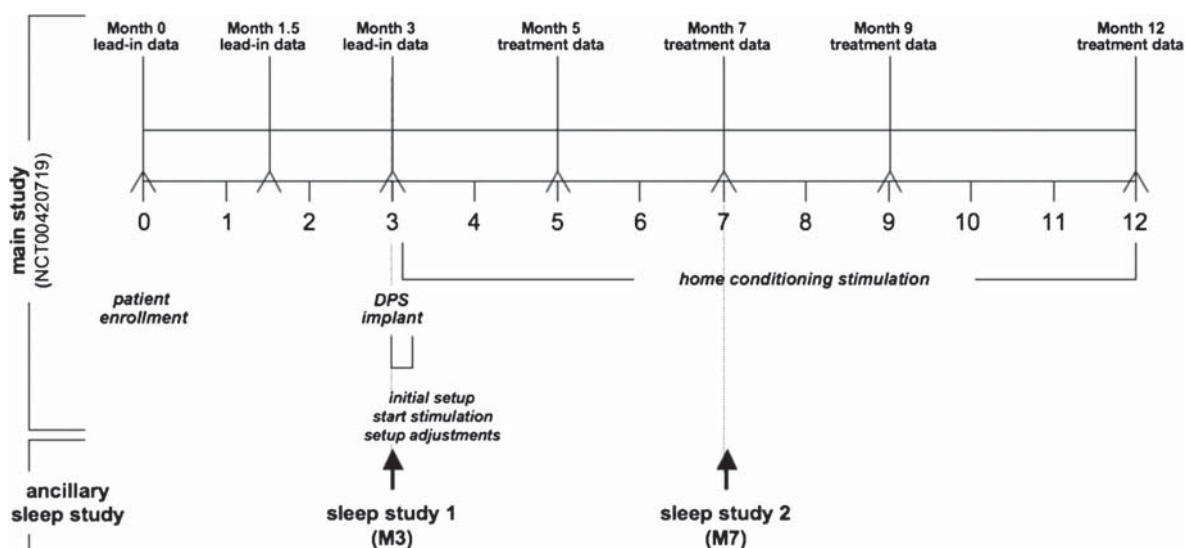 Month 0
lead-in data
Month 1.5
lead-in data
Month 3
lead-in data
Month 5
treatment data
Month 7
treatment data
Month 9
treatment data
Month 12
treatment data
main study
(NCT00420719)
0 1 2 3 4 5 6 7 8 9 10 11 12
home conditioning stimulation
patient
enrollment
DPS
implant
initial setup
start stimulation
setup adjustments
ancillary
sleep study
sleep study 1
(M3)
sleep study 2
(M7)